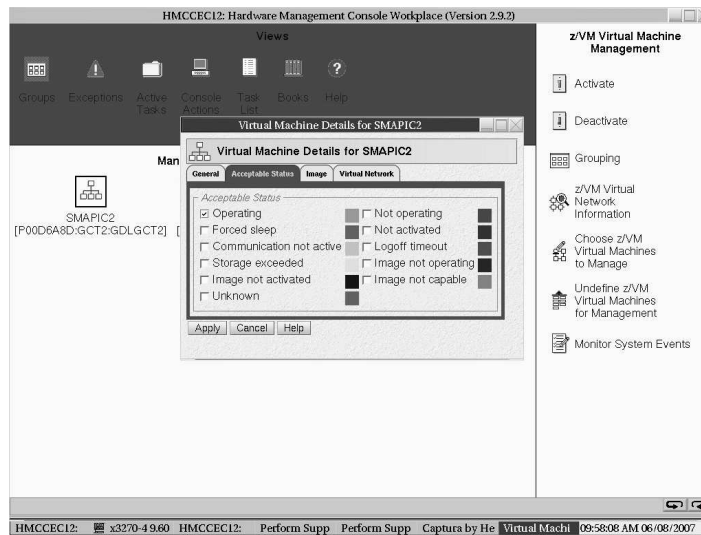 HMCCEC12: Hardware Management Console Workplace (Version 2.9.2)
Views
Groups
Exceptions
Active Tasks
Console Actions
Task List
Books
Help
Man
SMAPIC2
[P00D6A8D:GCT2:GDLGCT2] [
Virtual Machine Details for SMAPIC2
Virtual Machine Details for SMAPIC2
General
Acceptable Status
Image
Virtual Network
Acceptable Status
Operating
Not operating
Forced sleep
Not activated
Communication not active
Logoff timeout
Storage exceeded
Image not operating
Image not activated
Image not capable
Unknown
Apply
Cancel
Help
z/VM Virtual Machine
Management
Activate
Deactivate
Grouping
z/VM Virtual
Network
Information
Choose z/VM
Virtual Machines
to Manage
Undefine z/VM
Virtual Machines
for Management
Monitor System Events
HMCCEC12: x3270-4 9.60 HMCCEC12: Perform Supp Perform Supp Captura by He Virtual Machi 09:58:08 AM 06/08/2007